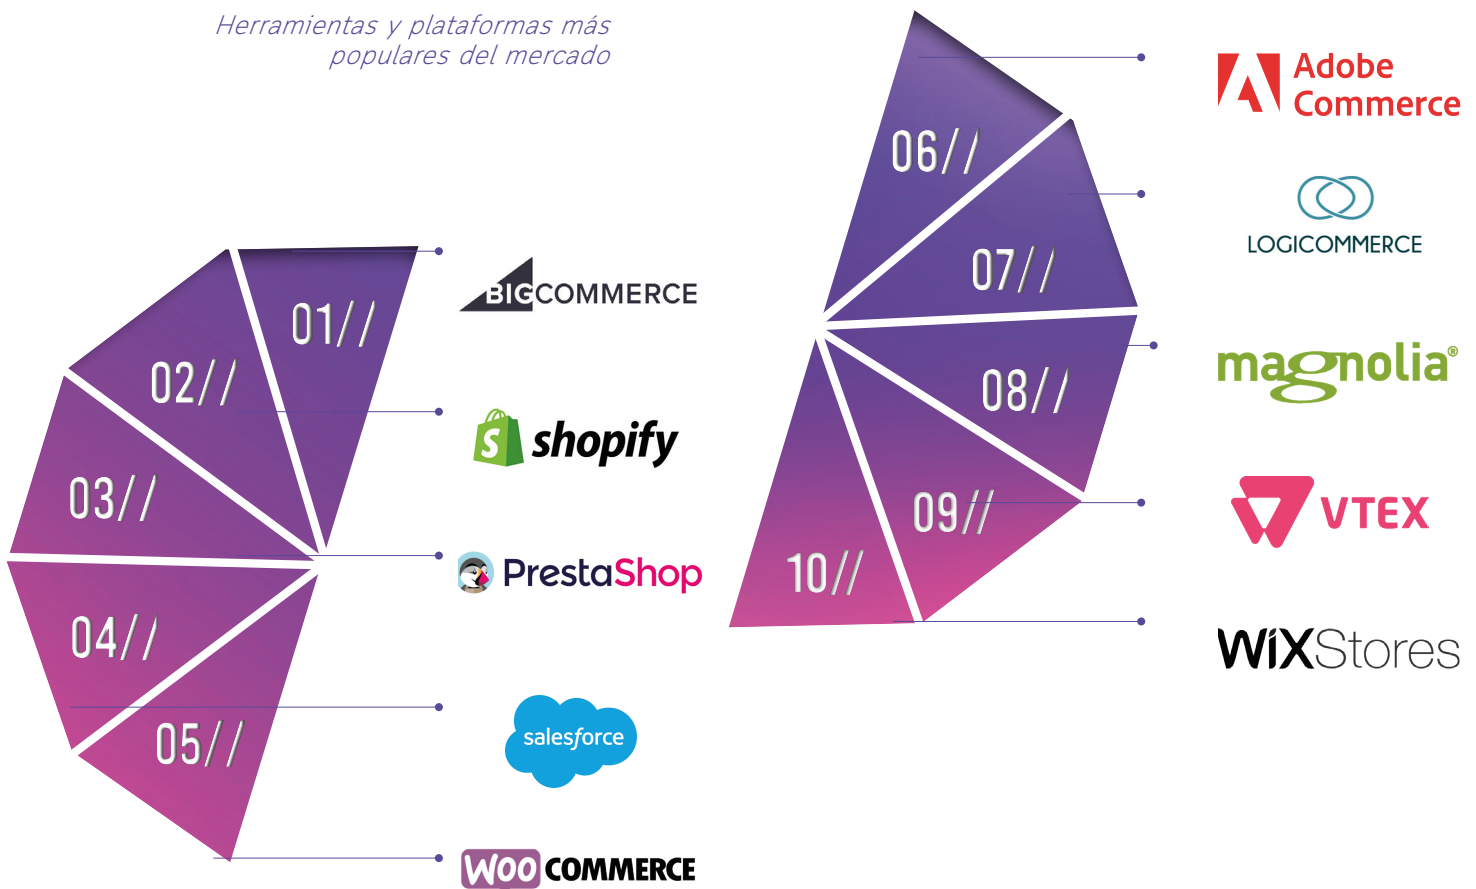 Herramientas y plataformas más
populares del mercado
01//
BIGCOMMERCE
02//
shopify
03//
PrestaShop
04//
salesforce
05//
WOO COMMERCE
06//
Adobe
Commerce
07//
LOGICOMMERCE
08//
magnolia®
09//
VTEX
10//
WiXStores